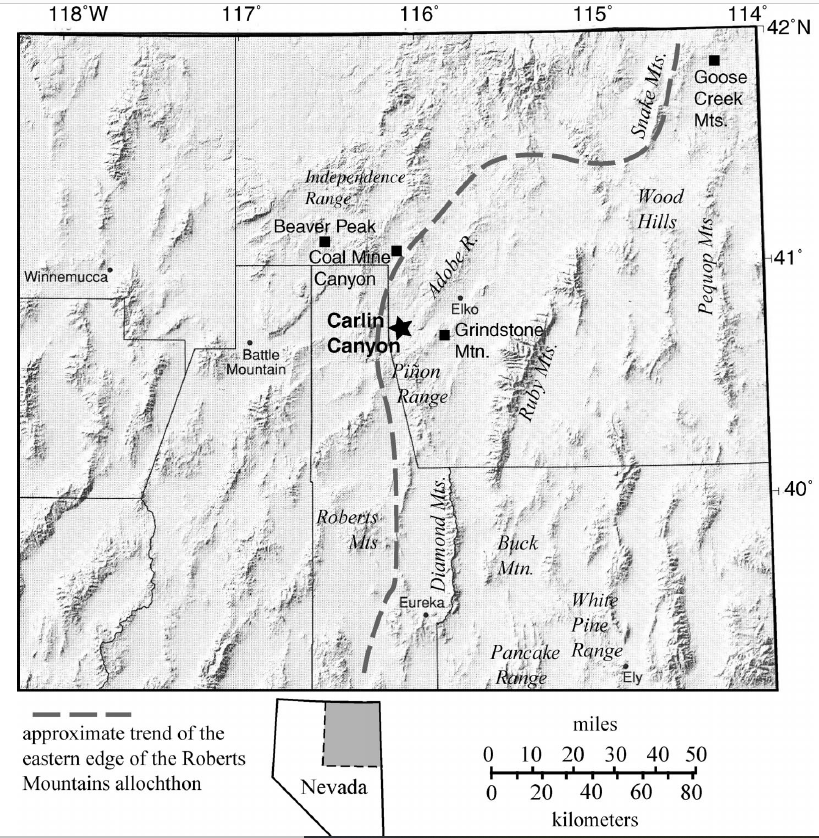 118˚W
117˚
116˚
115˚
114˚
42˚N
Snake Mts.
Goose
Creek
Mts.
Independence
Range
Wood
Hills
Beaver Peak
Coal Mine
Canyon
Adobe R.
Pequop Mts
41˚
Winnemucca
Elko
Carlin
Canyon
Grindstone
Mtn.
Battle
Mountain
Piñon
Range
Ruby Mts.
40˚
Roberts
Mts
Diamond Mts.
Buck
Mtn.
Eureka
White
Pine
Range
Pancake
Range
Ely
approximate trend of the
eastern edge of the Roberts
Mountains allochthon
Nevada
miles
0 10 20 30 40 50
0 20 40 60 80
kilometers